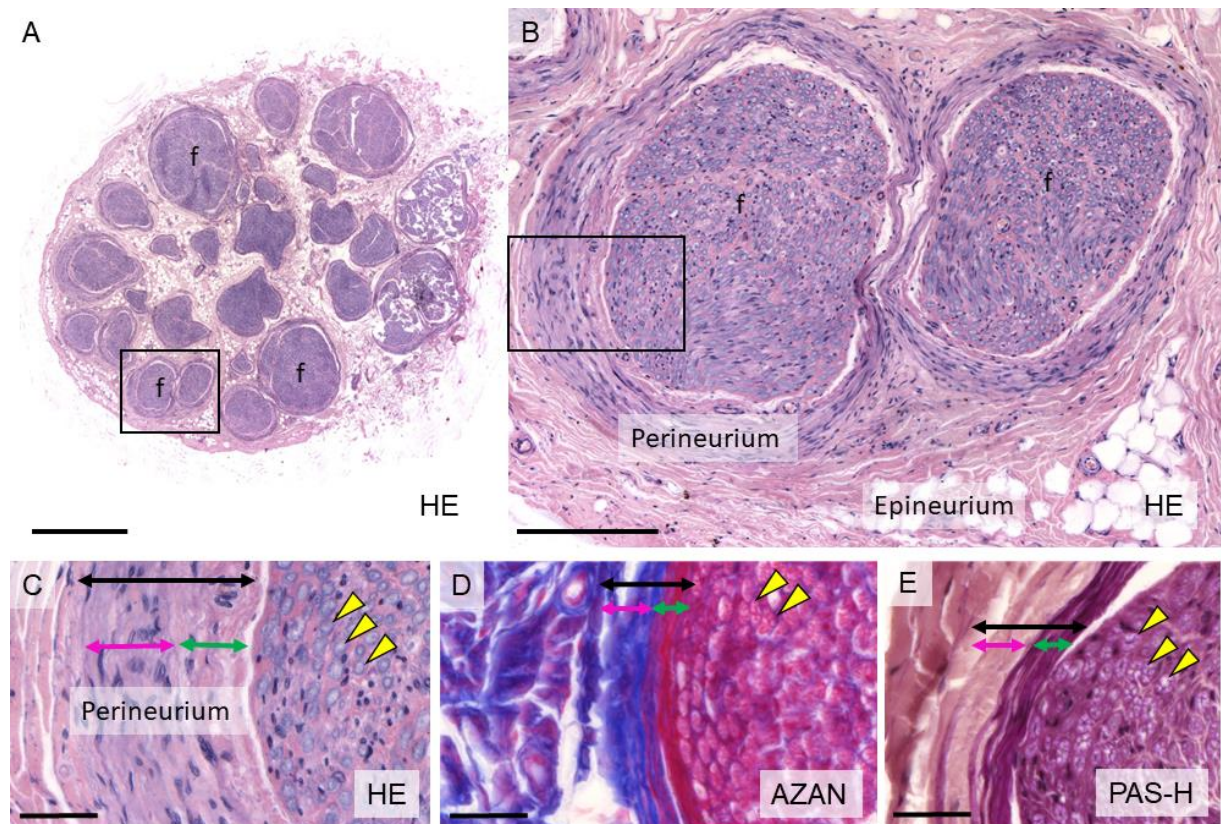 A
f
f
f
HE
B
f
f
Perineurium
Epineurium
HE
C
Perineurium
HE
D
AZAN
E
PAS-H